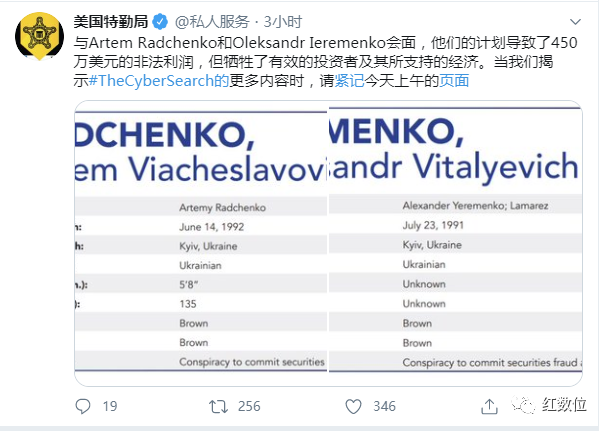 美国特勤局 @私人服务 · 3小时
与Artem Radchenko和Oleksandr Ieremenko会面，他们的计划导致了450
万美元的非法利润，但牺牲了有效的投资者及其所支持的经济。当我们揭
示#TheCyberSearch的更多内容时，请紧记今天上午的页面
DCHENKO,
em Viacheslavov
Artemy Radchenko
n: June 14, 1992
h: Kyiv, Ukraine
Ukrainian
n.): 5'8"
): 135
Brown
Brown
Conspiracy to commit securities
MENKO,
sandr Vitalyevich
Alexander Yeremenko; Lamarez
July 23, 1991
Kyiv, Ukraine
Ukrainian
Unknown
Unknown
Brown
Brown
Conspiracy to commit securities fraud a
19 256 346
红数位